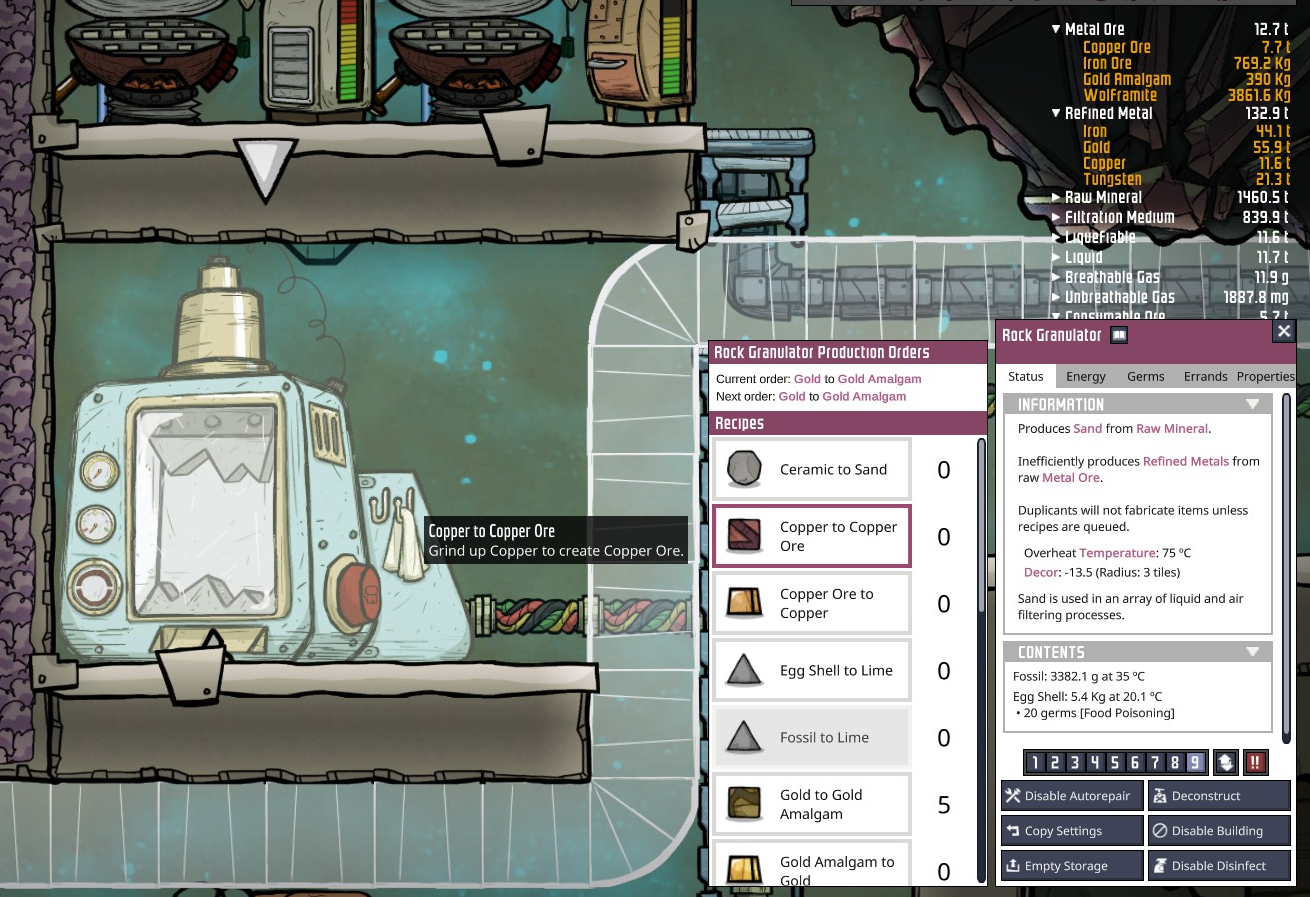 ▼ Metal Ore 12.7 t
Copper Ore 7.7 t
Iron Ore 769.2 Kg
Gold Amalgam 390 Kg
Wolframite 3861.6 Kg
▼ Refined Metal 132.9 t
Iron 44.1 t
Gold 55.9 t
Copper 11.6 t
Tungsten 21.3 t
▶ Raw Mineral 1460.5 t
▶ Filtration Medium 839.9 t
▶ Liquefiable 11.6 t
▶ Liquid 11.7 t
▶ Breathable Gas 11.9 g
▶ Unbreathable Gas 1887.8 mg
▶ Consumable Ore 5.7 t
Copper to Copper Ore
Grind up Copper to create Copper Ore.
Rock Granulator Production Orders
Current order: Gold to Gold Amalgam
Next order: Gold to Gold Amalgam
Recipes
Ceramic to Sand 0
Copper to Copper
Ore 0
Copper Ore to
Copper 0
Egg Shell to Lime 0
Fossil to Lime 0
Gold to Gold
Amalgam 5
Gold Amalgam to
Gold 0
Rock Granulator
Status Energy Germs Errands Properties
INFORMATION
Produces Sand from Raw Mineral.
Inefficiently produces Refined Metals from
raw Metal Ore.
Duplicants will not fabricate items unless
recipes are queued.
Overheat Temperature: 75 ºC
Decor: -13.5 (Radius: 3 tiles)
Sand is used in an array of liquid and air
filtering processes.
CONTENTS
Fossil: 3382.1 g at 35 ºC
Egg Shell: 5.4 Kg at 20.1 ºC
• 20 germs [Food Poisoning]
1 2 3 4 5 6 7 8 9 !!
Disable Autorepair Deconstruct
Copy Settings Disable Building
Empty Storage Disable Disinfect